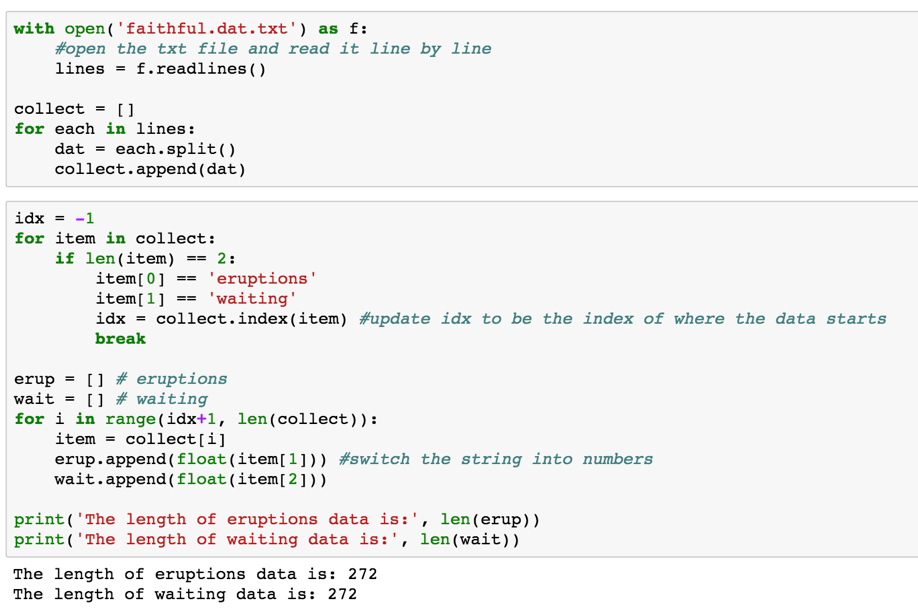 with open('faithful.dat.txt') as f:
    #open the txt file and read it line by line
    lines = f.readlines()

collect = []
for each in lines:
    dat = each.split()
    collect.append(dat)

idx = -1
for item in collect:
    if len(item) == 2:
        item[0] == 'eruptions'
        item[1] == 'waiting'
        idx = collect.index(item) #update idx to be the index of where the data starts
        break

erup = [] # eruptions
wait = [] # waiting
for i in range(idx+1, len(collect)):
    item = collect[i]
    erup.append(float(item[1])) #switch the string into numbers
    wait.append(float(item[2]))

print('The length of eruptions data is:', len(erup))
print('The length of waiting data is:', len(wait))

The length of eruptions data is: 272
The length of waiting data is: 272